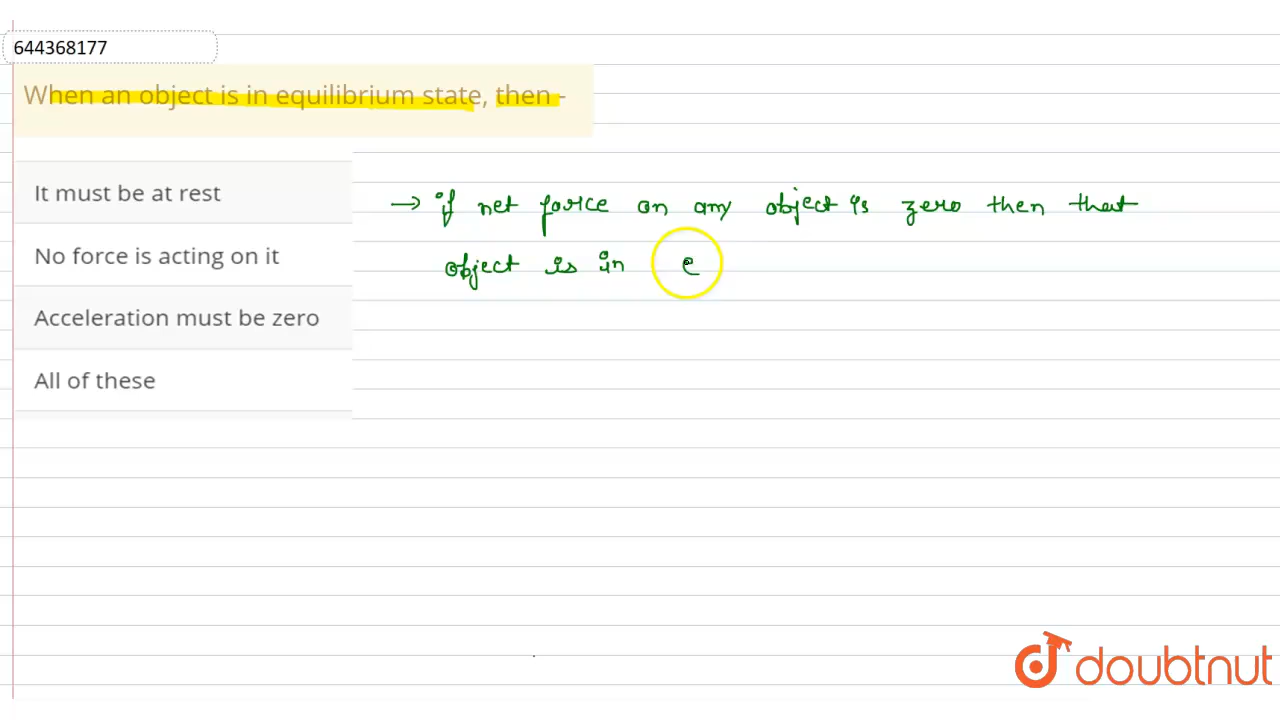 644368177
When an object is in equilibrium state, then -
It must be at rest
→ if net force on any object is zero then that
No force is acting on it
object is in e
Acceleration must be zero
All of these
doubtnut